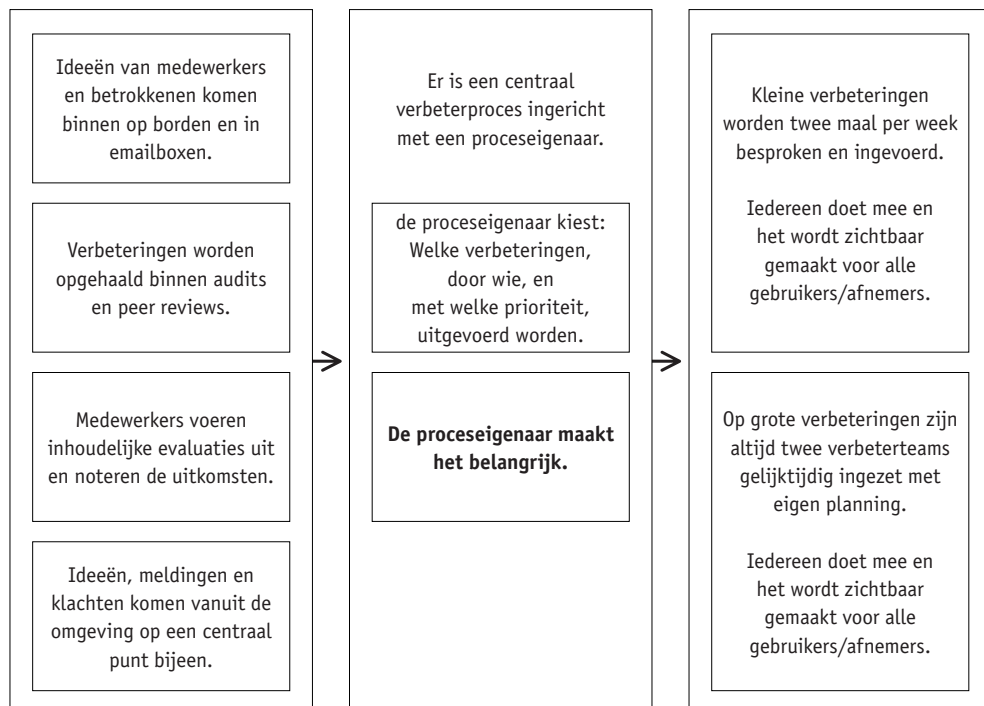 Ideeën van medewerkers
en betrokkenen komen
binnen op borden en in
emailboxen.
Verbeteringen worden
opgehaald binnen audits
en peer reviews.
Medewerkers voeren
inhoudelijke evaluaties uit
en noteren de uitkomsten.
Ideeën, meldingen en
klachten komen vanuit de
omgeving op een centraal
punt bijeen.
Er is een centraal
verbeterproces ingericht
met een proceseigenaar.
de proceseigenaar kiest:
Welke verbeteringen,
door wie, en
met welke prioriteit,
uitgevoerd worden.
De proceseigenaar maakt
het belangrijk.
Kleine verbeteringen
worden twee maal per week
besproken en ingevoerd.
Iedereen doet mee en
het wordt zichtbaar
gemaakt voor alle
gebruikers/afnemers.
Op grote verbeteringen zijn
altijd twee verbeterteams
gelijktijdig ingezet met
eigen planning.
Iedereen doet mee en
het wordt zichtbaar
gemaakt voor alle
gebruikers/afnemers.